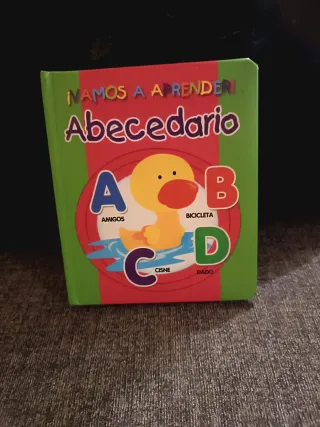 ¡VAMOS A APRENDER!
Abecedario
A
AMIGOS
B
BICICLETA
C
CISNE
D
DADO